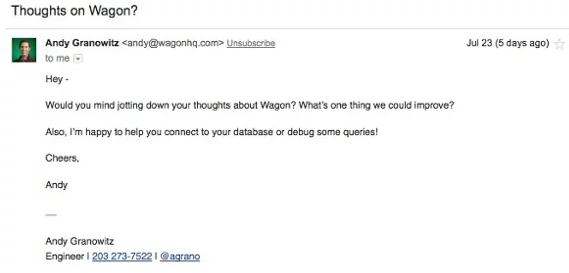 Thoughts on Wagon?
Andy Granowitz <andy@wagonhq.com> Unsubscribe Jul 23 (5 days ago)
to me
Hey -
Would you mind jotting down your thoughts about Wagon? What's one thing we could improve?
Also, I'm happy to help you connect to your database or debug some queries!
Cheers,
Andy
—
Andy Granowitz
Engineer | 203 273-7522 | @agrano